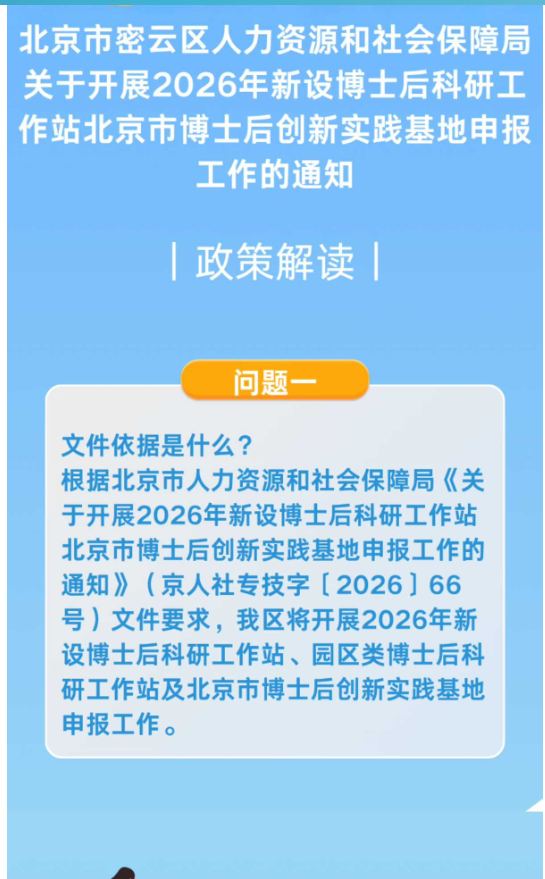 北京市密云区人力资源和社会保障局
关于开展2026年新设博士后科研工
作站北京市博士后创新实践基地申报
工作的通知
｜政策解读｜
问题一
文件依据是什么？
根据北京市人力资源和社会保障局《关
于开展2026年新设博士后科研工作站
北京市博士后创新实践基地申报工作的
通知》（京人社专技字〔2026〕66
号）文件要求，我区将开展2026年新
设博士后科研工作站、园区类博士后科
研工作站及北京市博士后创新实践基地
申报工作。